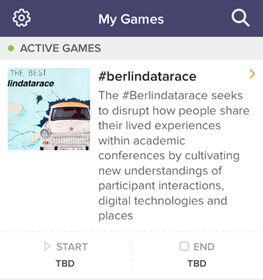 My Games
ACTIVE GAMES
THE BEST
lindatarace
#berlindatarace
The #Berlindatarace seeks
to disrupt how people share
their lived experiences
within academic
conferences by cultivating
new understandings of
participant interactions,
digital technologies and
places
START
END
TBD
TBD